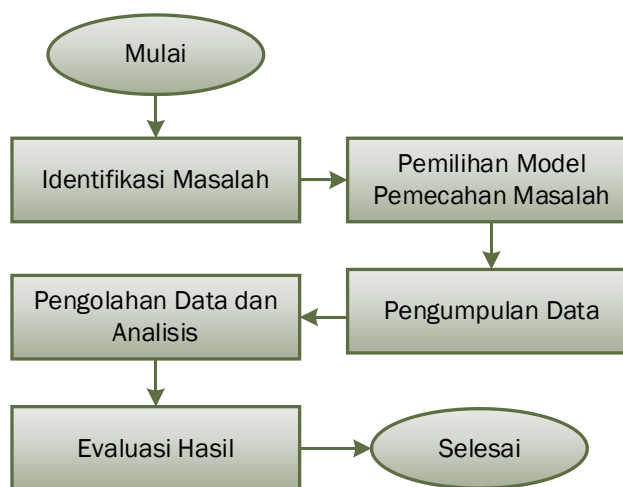 Mulai
Identifikasi Masalah
Pemilihan Model
Pemecahan Masalah
Pengumpulan Data
Pengolahan Data dan
Analisis
Evaluasi Hasil
Selesai